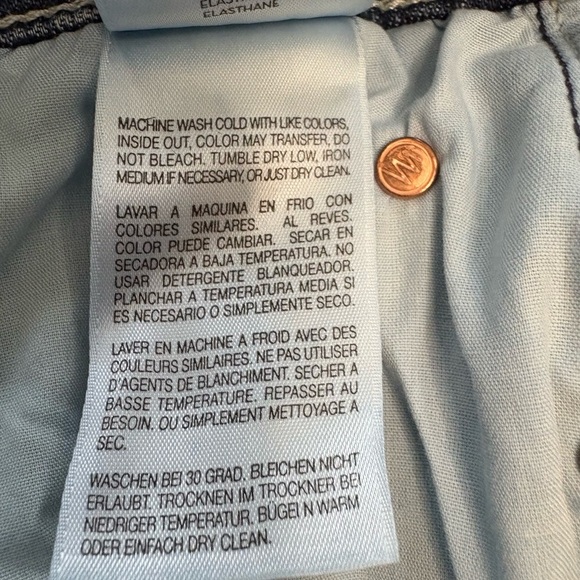 ELASTHANE
MACHINE WASH COLD WITH LIKE COLORS,
INSIDE OUT, COLOR MAY TRANSFER, DO
NOT BLEACH. TUMBLE DRY LOW, IRON
MEDIUM IF NECESSARY, OR JUST DRY CLEAN.
W
LAVAR A MAQUINA EN FRIO CON
COLORES SIMILARES. AL REVES.
COLOR PUEDE CAMBIAR. SECAR EN
SECADORA A BAJA TEMPERATURA. NO
USAR DETERGENTE BLANQUEADOR.
PLANCHAR A TEMPERATURA MEDIA SI
ES NECESARIO O SIMPLEMENTE SECO.
LAVER EN MACHINE A FROID AVEC DES
COULEURS SIMILAIRES. NE PAS UTILISER
D'AGENTS DE BLANCHIMENT. SECHER A
BASSE TEMPERATURE. REPASSER AU
BESOIN. OU SIMPLEMENT METTOYAGE A
SEC.
WASCHEN BEI 30 GRAD. BLEICHEN NICHT
ERLAUBT. TROCKNEN IM TROCKNER BEI
NIEDRIGER TEMPERATUR. BÜGEI N WARM
ODER EINFACH DRY CLEAN.